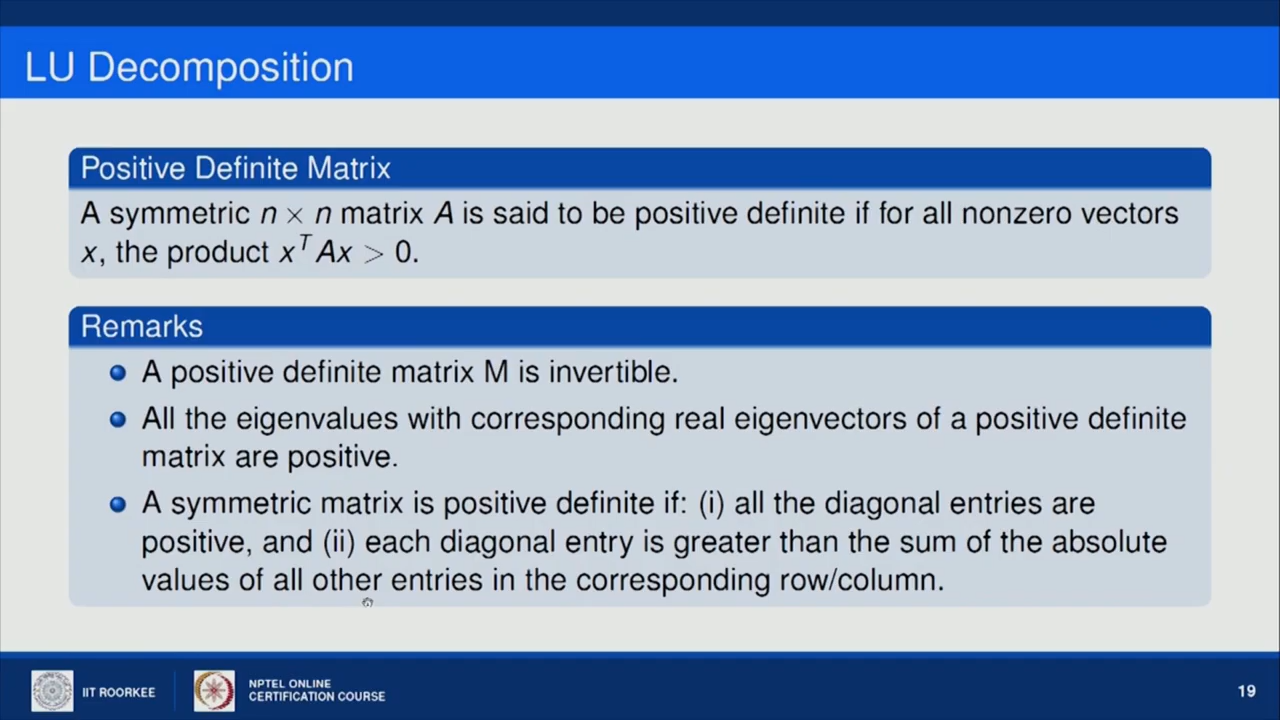 LU Decomposition
Positive Definite Matrix
A symmetric n × n matrix A is said to be positive definite if for all nonzero vectors
x, the product x^T Ax > 0.
Remarks
A positive definite matrix M is invertible.
All the eigenvalues with corresponding real eigenvectors of a positive definite
matrix are positive.
A symmetric matrix is positive definite if: (i) all the diagonal entries are
positive, and (ii) each diagonal entry is greater than the sum of the absolute
values of all other entries in the corresponding row/column.
IIT ROORKEE
NPTEL ONLINE
CERTIFICATION COURSE
19